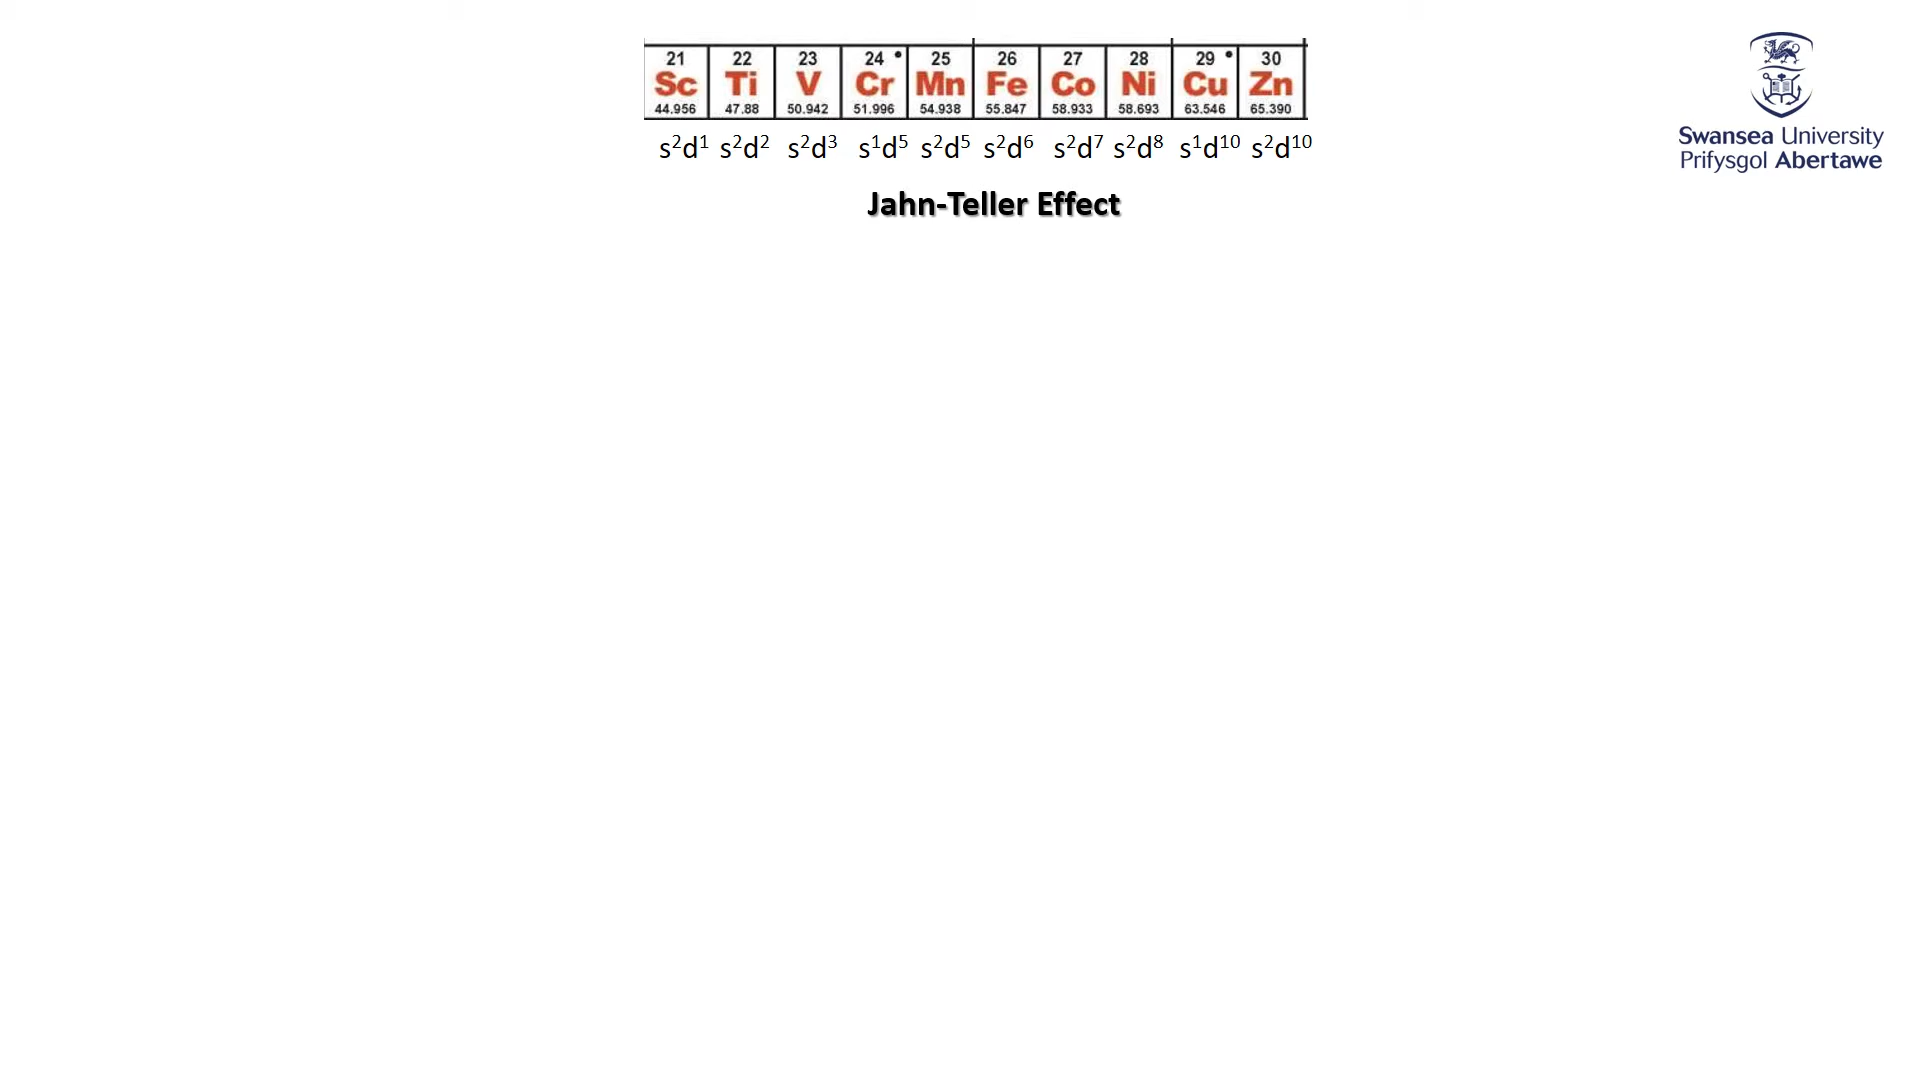 21 22 23 24 • 25 26 27 28 29 • 30
Sc Ti V Cr Mn Fe Co Ni Cu Zn
44.956 47.88 50.942 51.996 54.938 55.847 58.933 58.693 63.546 65.390
s²d¹ s²d² s²d³ s¹d⁵ s²d⁵ s²d⁶ s²d⁷ s²d⁸ s¹d¹⁰ s²d¹⁰
Jahn-Teller Effect
Swansea University
Prifysgol Abertawe